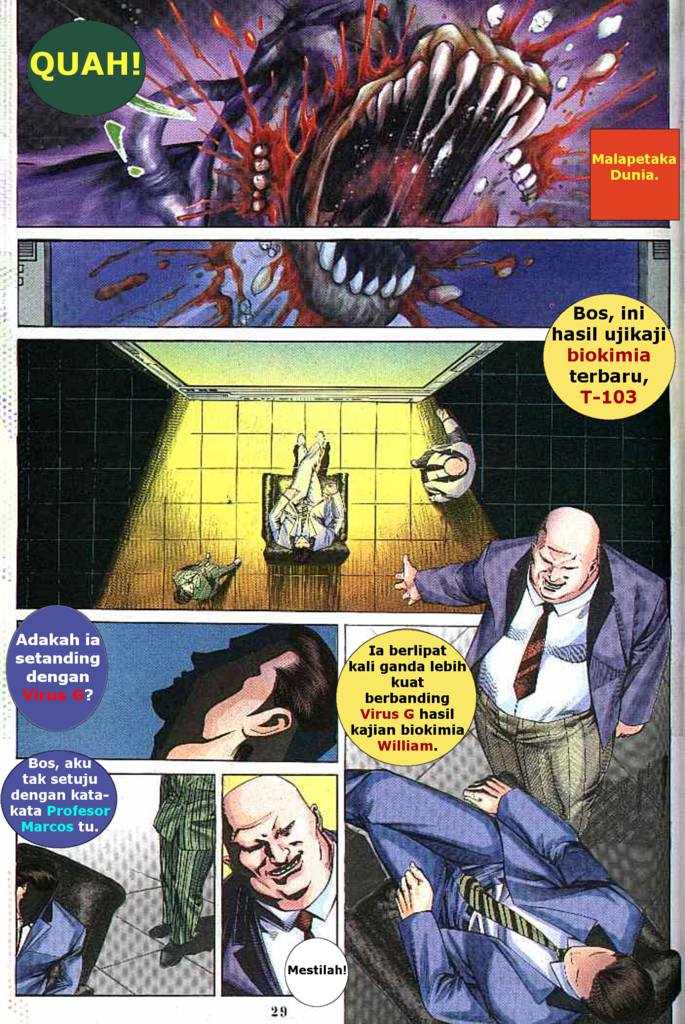 QUAH!
Malapetaka
Dunia.
Bos, ini
hasil ujikaji
biokimia
terbaru,
T-103
Adakah ia
setanding
dengan
Virus G?
Ia berlipat
kali ganda lebih
kuat
berbanding
Virus G hasil
kajian biokimia
William.
Bos, aku
tak setuju
dengan kata-
kata Profesor
Marcos tu.
Mestilah!
29